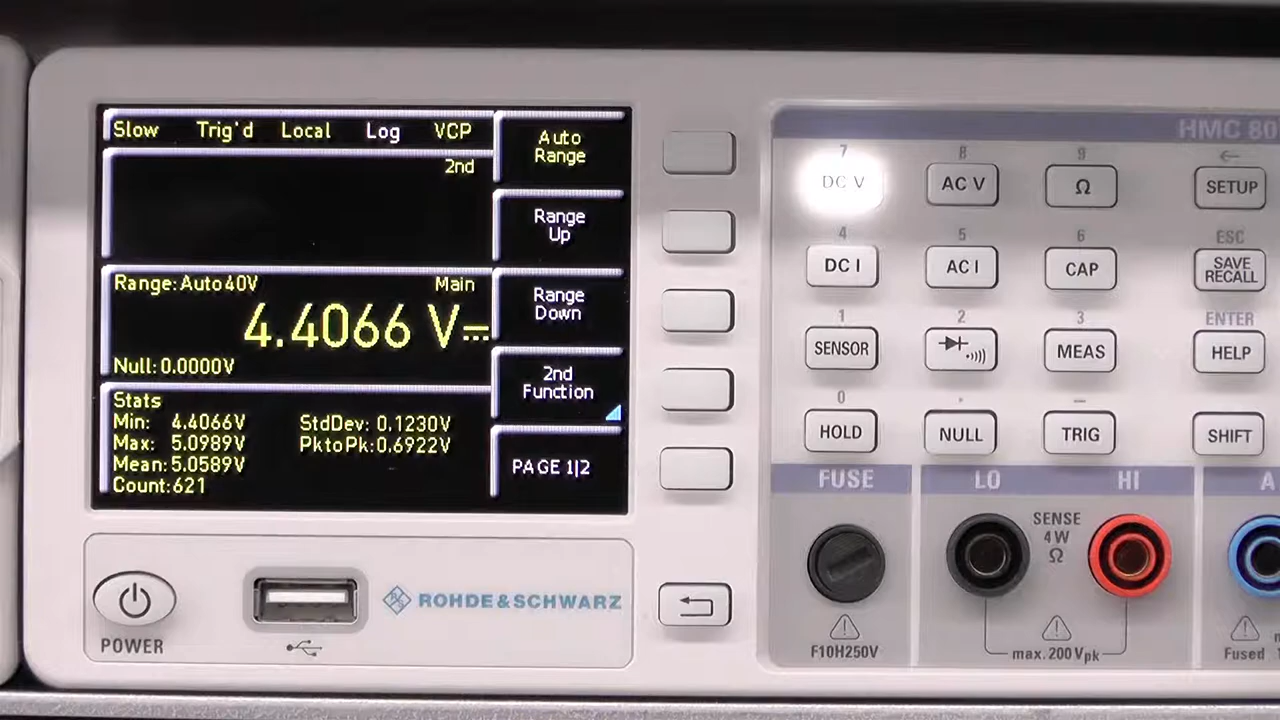 Slow Trig'd Local Log VCP
2nd
Range:Auto40V Main
4.4066 V
Null:0.0000V
Stats
Min: 4.4066V StdDev: 0.1230V
Max: 5.0989V PktoPk:0.6922V
Mean:5.0589V
Count:621
Auto
Range
Range
Up
Range
Down
2nd
Function
PAGE 1|2
POWER
ROHDE & SCHWARZ
HMC 80
7 8 9 ←
DC V AC V Ω SETUP
4 5 6 ESC
DC I AC I CAP SAVE
RECALL
1 2 3 ENTER
SENSOR MEAS HELP
0 . –
HOLD NULL TRIG SHIFT
FUSE LO HI A
SENSE
4W
Ω
F10H250V
max. 200 Vpk
Fused